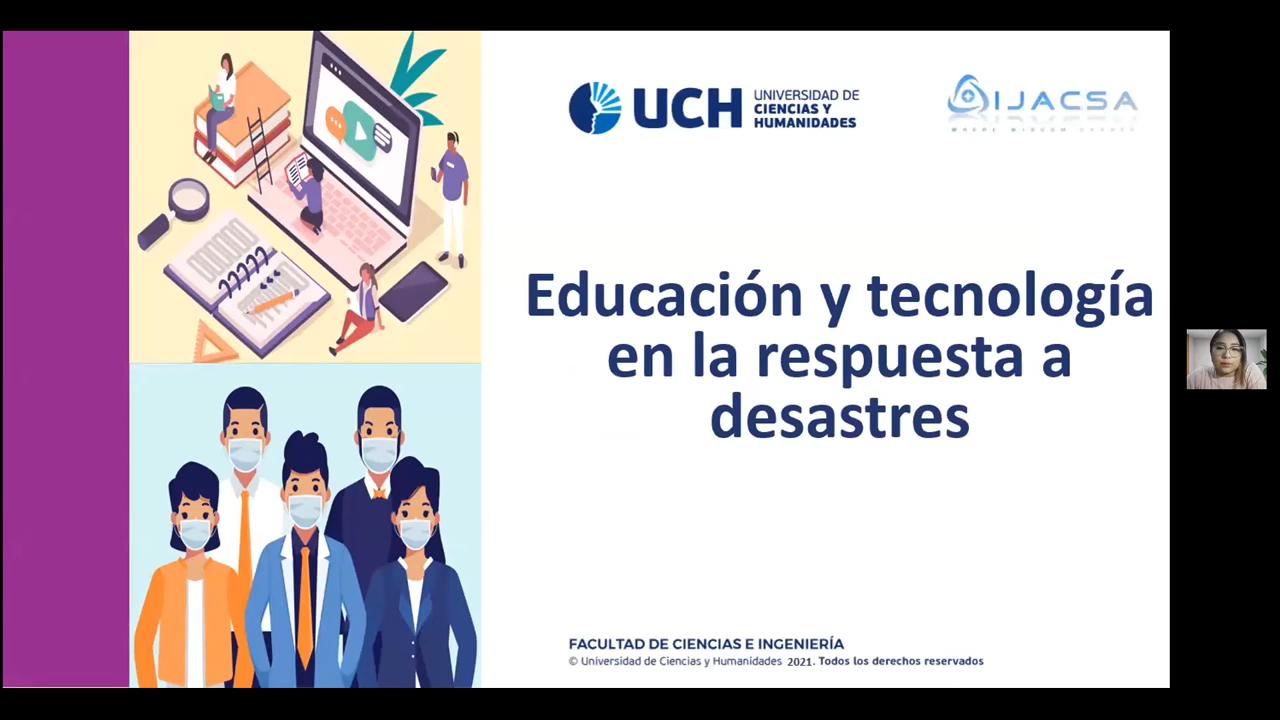 UCH
UNIVERSIDAD DE
CIENCIAS Y
HUMANIDADES
IJACSA
Educación y tecnología
en la respuesta a
desastres
FACULTAD DE CIENCIAS E INGENIERÍA
© Universidad de Ciencias y Humanidades 2021. Todos los derechos reservados